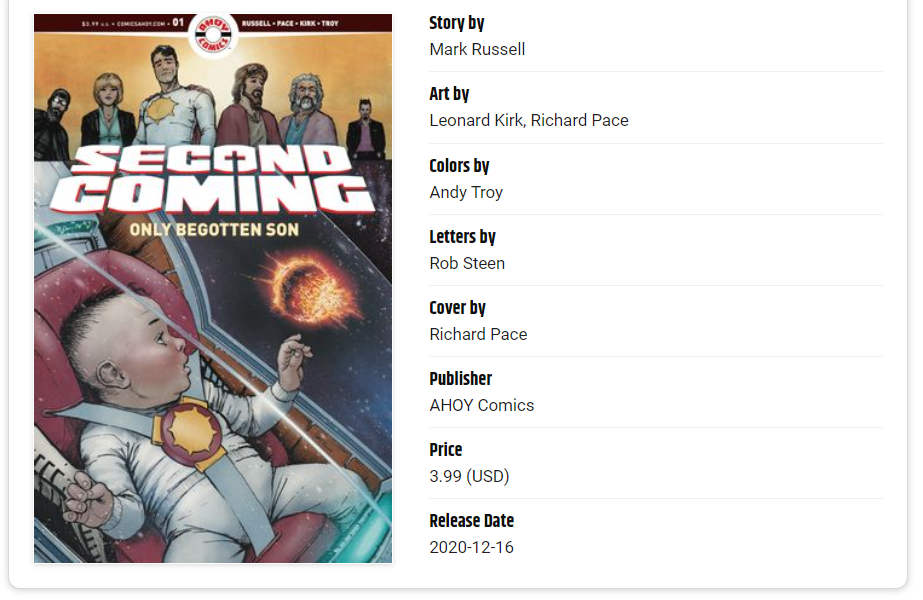 $3.99 U.S. • COMICSAHOY.COM • 01
AHOY
COMICS
RUSSELL • PACE • KIRK • TROY
SECOND
COMING
ONLY BEGOTTEN SON
Story by
Mark Russell
Art by
Leonard Kirk, Richard Pace
Colors by
Andy Troy
Letters by
Rob Steen
Cover by
Richard Pace
Publisher
AHOY Comics
Price
3.99 (USD)
Release Date
2020-12-16